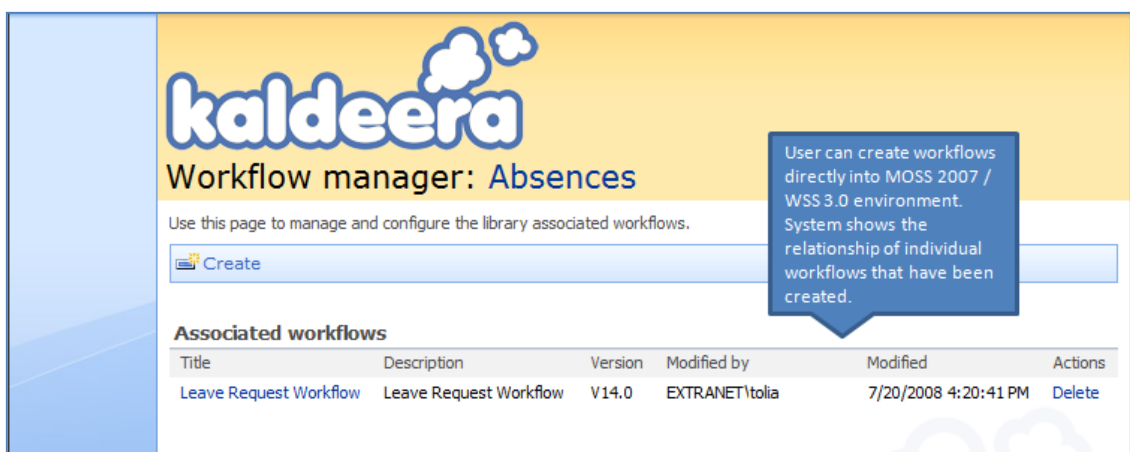 kaldeera
Workflow manager: Absences
User can create workflows
directly into MOSS 2007 /
WSS 3.0 environment.
System shows the
relationship of individual
workflows that have been
created.
Use this page to manage and configure the library associated workflows.
Create
Associated workflows
Title Description Version Modified by Modified Actions
Leave Request Workflow Leave Request Workflow V14.0 EXTRANET\tolia 7/20/2008 4:20:41 PM Delete